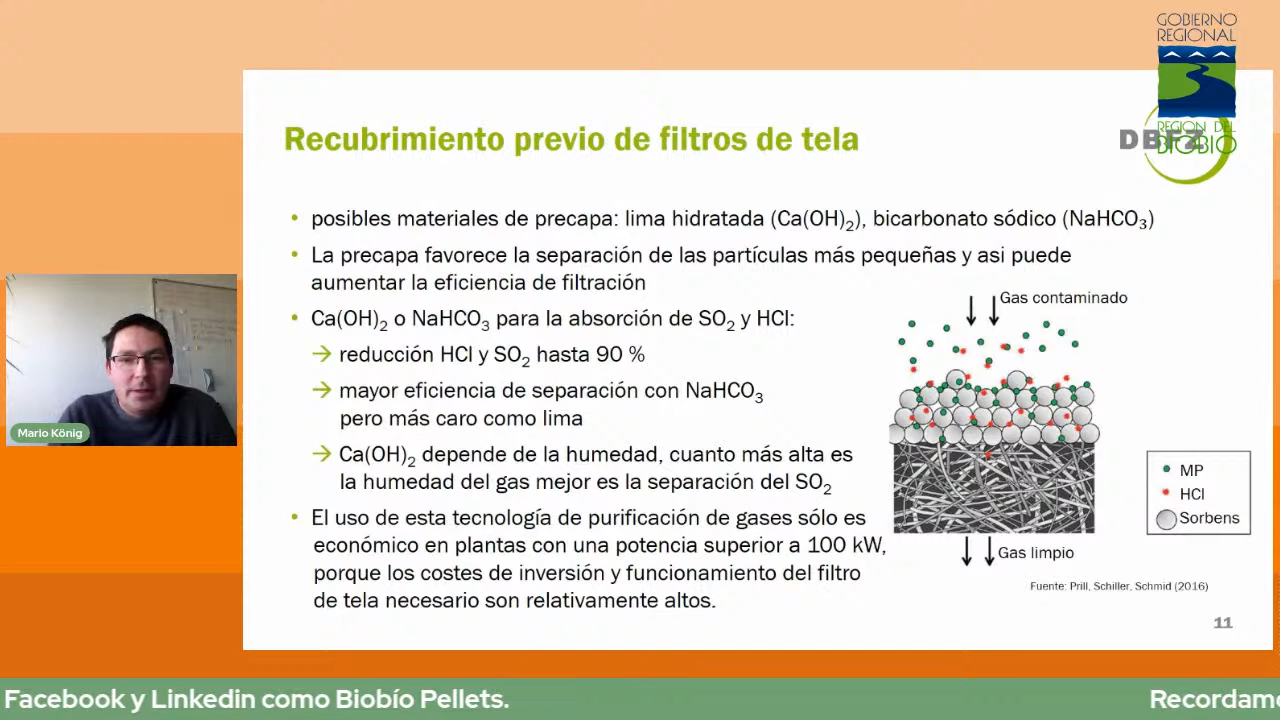 GOBIERNO
REGIONAL
REGION DEL
BIOBIO
DBFZ
Recubrimiento previo de filtros de tela
• posibles materiales de precapa: lima hidratada (Ca(OH)₂), bicarbonato sódico (NaHCO₃)
• La precapa favorece la separación de las partículas más pequeñas y asi puede
aumentar la eficiencia de filtración
• Ca(OH)₂ o NaHCO₃ para la absorción de SO₂ y HCl:
→ reducción HCl y SO₂ hasta 90 %
→ mayor eficiencia de separación con NaHCO₃
pero más caro como lima
→ Ca(OH)₂ depende de la humedad, cuanto más alta es
la humedad del gas mejor es la separación del SO₂
• El uso de esta tecnología de purificación de gases sólo es
económico en plantas con una potencia superior a 100 kW,
porque los costes de inversión y funcionamiento del filtro
de tela necesario son relativamente altos.
Gas contaminado
MP
HCl
Sorbens
Gas limpio
Fuente: Prill, Schiller, Schmid (2016)
11
Mario König
Facebook y Linkedin como Biobío Pellets.
Recordamo